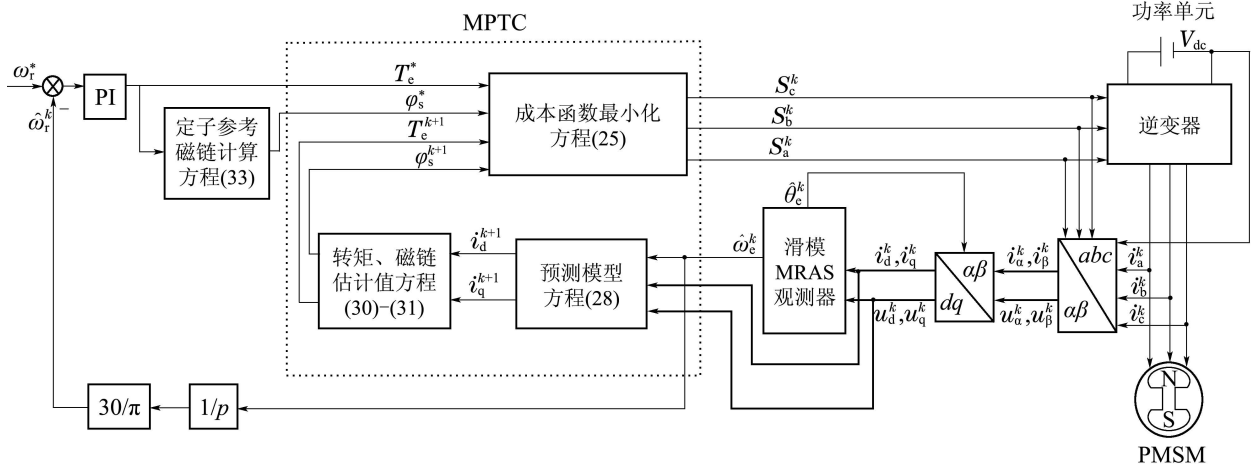 功率单元
MPTC
V_dc
ω_r^*
PI
T_e^*
S_c^k
φ_s^*
−
ω̂_r^k
定子参考
磁链计算
方程(33)
成本函数最小化
方程(25)
S_b^k
逆变器
T_e^{k+1}
φ_s^{k+1}
S_a^k
θ̂_e^k
转矩、磁链
估计值方程
(30)−(31)
i_d^{k+1}
i_q^{k+1}
预测模型
方程(28)
ω̂_e^k
滑模
MRAS
观测器
i_d^k,i_q^k
u_d^k,u_q^k
αβ
dq
i_α^k,i_β^k
u_α^k,u_β^k
abc
αβ
i_a^k
i_b^k
i_c^k
30/π
1/p
N
S
PMSM